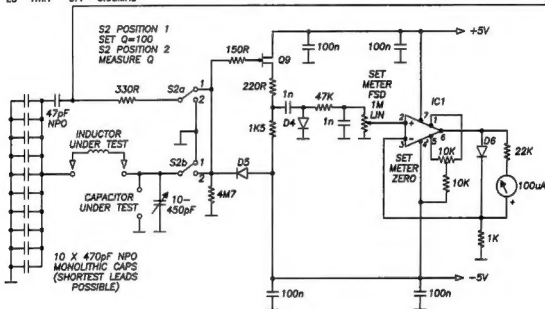 S2 POSITION 1
SET Q=100
S2 POSITION 2
MEASURE Q
+5V
100n
100n
150R
Q9
220R
330R
S2a
1
2
47pF
NPO
1n
47K
SET
METER
FSD
1M
LIN
IC1
D4
1n
1K5
2
3
7
1
5
6
4
10K
10K
D6
22K
100uA
+
INDUCTOR
UNDER TEST
S2b
1
2
D5
SET
METER
ZERO
CAPACITOR
UNDER TEST
10-
450pF
4M7
1K
10 X 470pF NPO
MONOLITHIC CAPS
(SHORTEST LEADS
POSSIBLE)
-5V
100n
100n